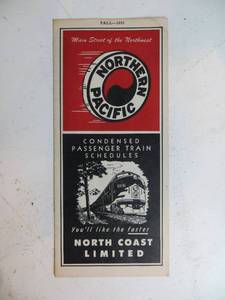 Main Street of the Northwest
NORTHERN
PACIFIC
CONDENSED
PASSENGER TRAIN
SCHEDULES
You'll like the faster
NORTH COAST
LIMITED